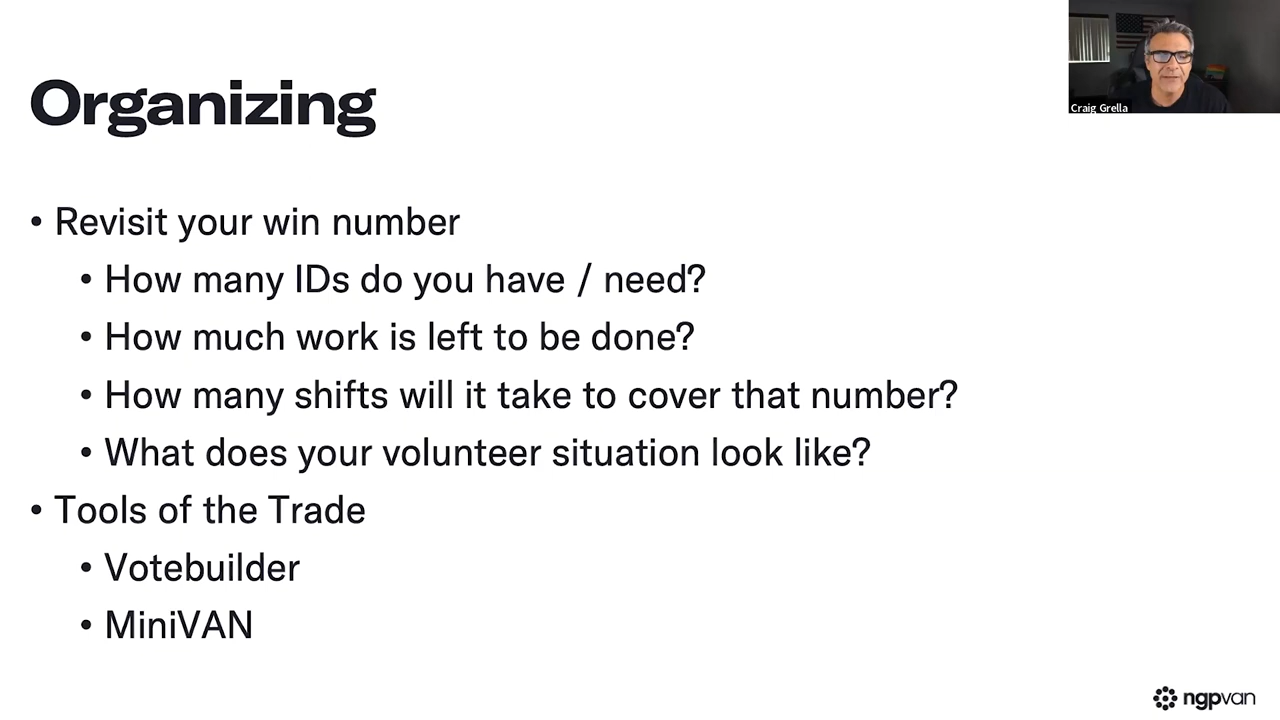 Craig Grella
Organizing
• Revisit your win number
• How many IDs do you have / need?
• How much work is left to be done?
• How many shifts will it take to cover that number?
• What does your volunteer situation look like?
• Tools of the Trade
• Votebuilder
• MiniVAN
ngpvan